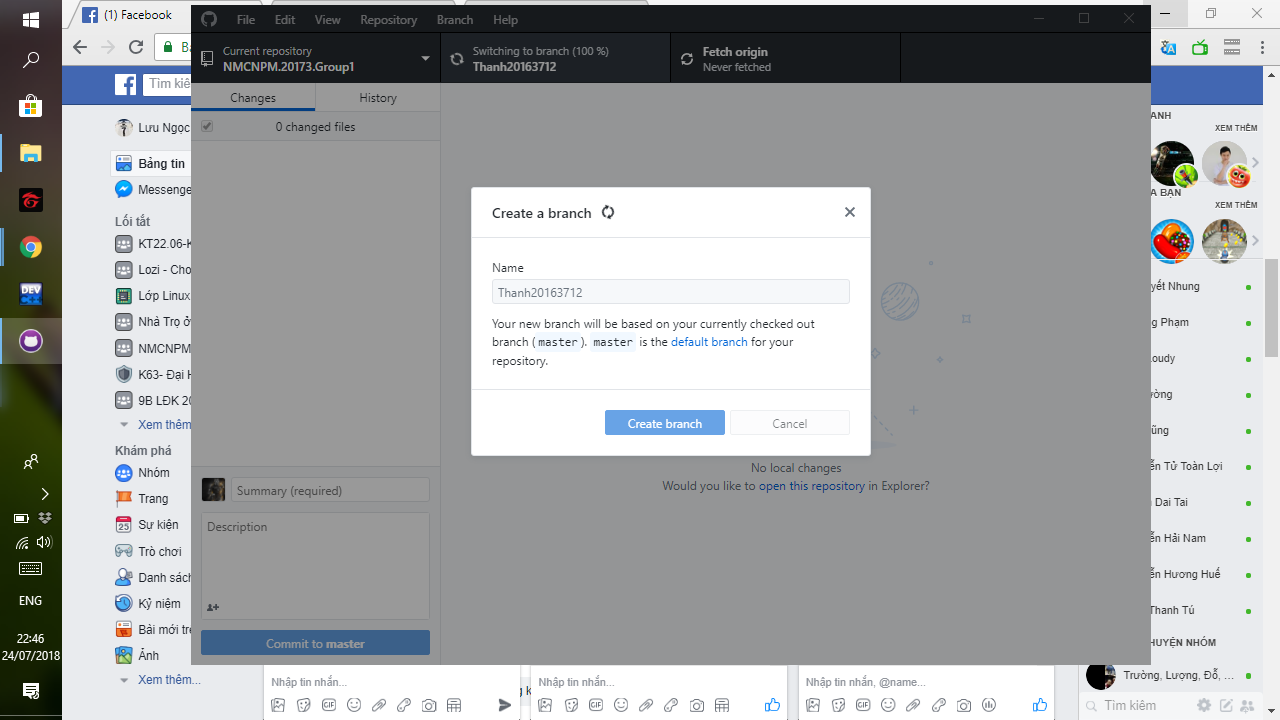 (1) Facebook
File Edit View Repository Branch Help
Current repository
NMCNPM.20173.Group1
Switching to branch (100 %)
Thanh20163712
Fetch origin
Never fetched
Tìm kiế
Changes History
0 changed files
Lưu Ngọc
Bảng tin
Messenge
Lối tắt
KT22.06-K
Lozi - Cho
Lớp Linux
Nhà Trọ ở
NMCNPM
K63- Đại H
9B LĐK 20
Xem thêm
Khám phá
Nhóm
Trang
Sự kiện
Trò chơi
Danh sách
Kỷ niệm
Bài mới trê
Ảnh
Xem thêm...
Create a branch
Name
Thanh20163712
Your new branch will be based on your currently checked out
branch (master). master is the default branch for your
repository.
Create branch Cancel
No local changes
Would you like to open this repository in Explorer?
Summary (required)
Description
Commit to master
ANH
XEM THÊM
A BẠN
XEM THÊM
yết Nhung
g Phạm
oudy
ường
ũng
ễn Tử Toàn Lợi
Dai Tai
ễn Hải Nam
ễn Hương Huế
Thanh Tú
HUYỆN NHÓM
Trường, Lượng, Đỗ, ...
Tìm kiếm
Nhập tin nhắn...
Nhập tin nhắn...
Nhập tin nhắn, @name...
GIF
GIF
GIF
DEV
25
ENG
22:46
24/07/2018